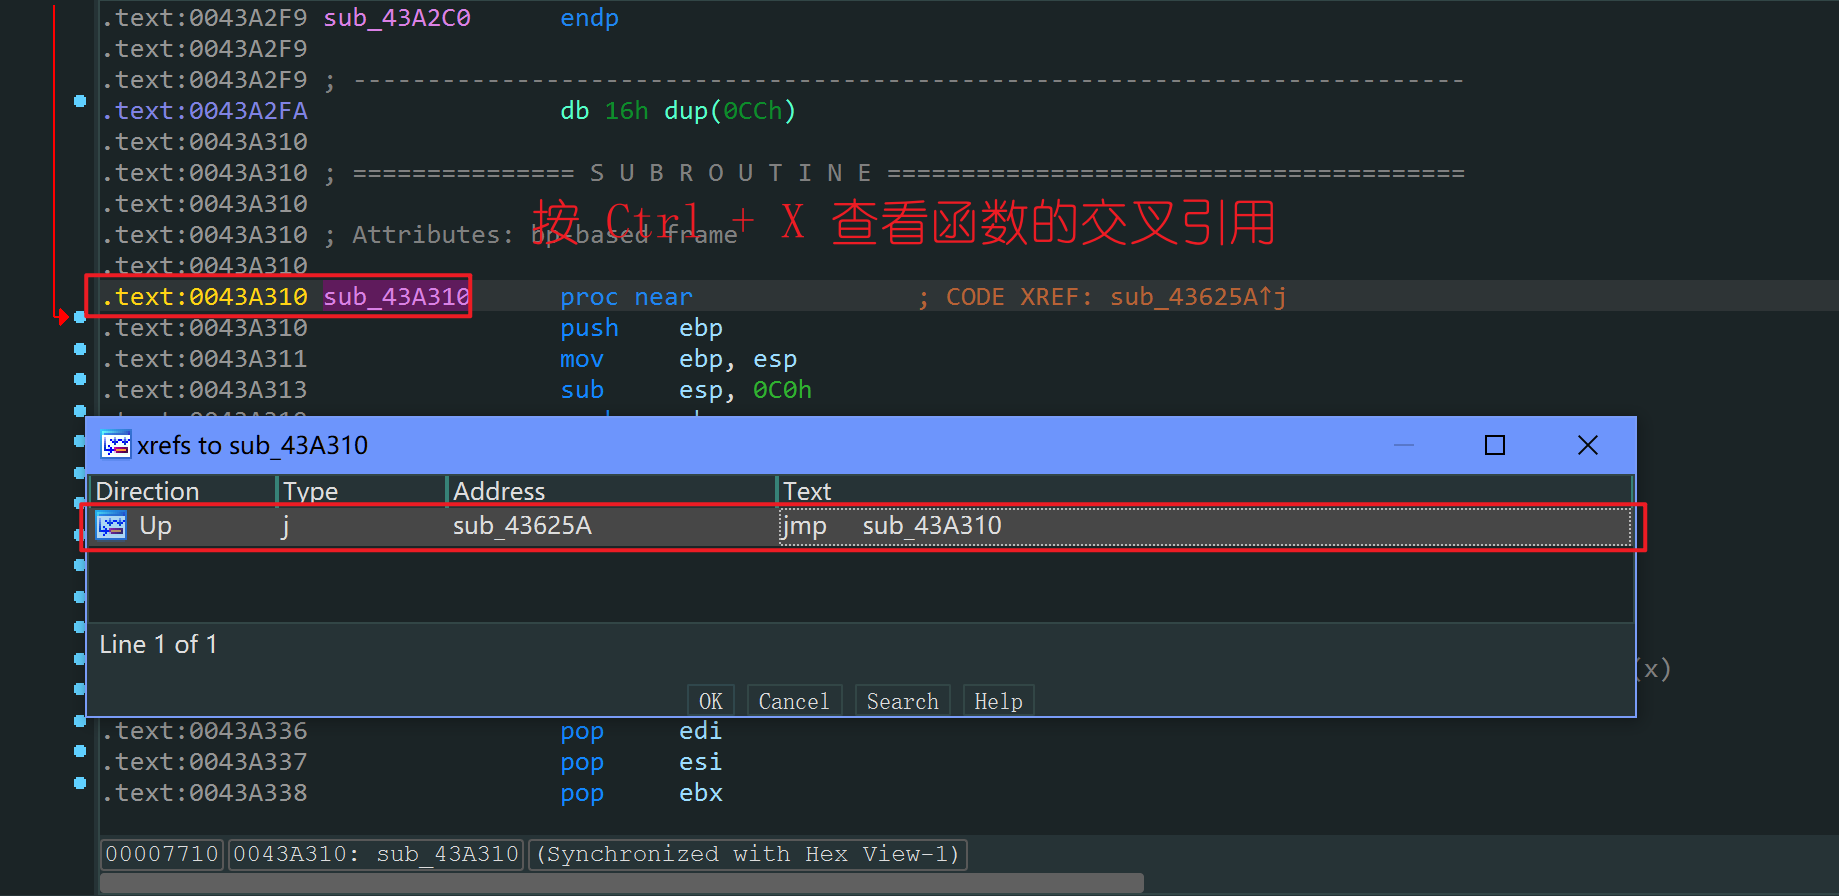 .text:0043A2F9 sub_43A2C0 endp
.text:0043A2F9
.text:0043A2F9 ; ---------------------------------------------------------------------------
.text:0043A2FA db 16h dup(0CCh)
.text:0043A310
.text:0043A310 ; =============== S U B R O U T I N E =======================================
.text:0043A310
按 Ctrl + X 查看函数的交叉引用
.text:0043A310 ; Attributes: bp-based frame
.text:0043A310
.text:0043A310 sub_43A310 proc near ; CODE XREF: sub_43625A↑j
.text:0043A310 push ebp
.text:0043A311 mov ebp, esp
.text:0043A313 sub esp, 0C0h
xrefs to sub_43A310
Direction Type Address Text
Up j sub_43625A jmp sub_43A310
Line 1 of 1
(x)
OK Cancel Search Help
.text:0043A336 pop edi
.text:0043A337 pop esi
.text:0043A338 pop ebx
00007710 0043A310: sub_43A310 (Synchronized with Hex View-1)